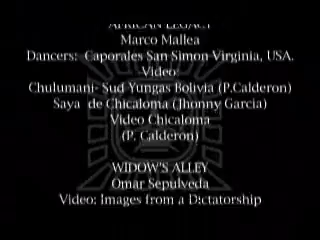 AFRICAN LEGACY
Marco Mallea
Dancers: Caporales San Simon Virginia, USA.
Video
Chulumani- Sud Yungas Bolivia (P.Calderon)
Saya de Chicaloma (Jhonny Garcia)
Video Chicaloma
(P. Calderon)
WIDOW'S ALLEY
Omar Sepulveda
Video: Images from a Dictatorship